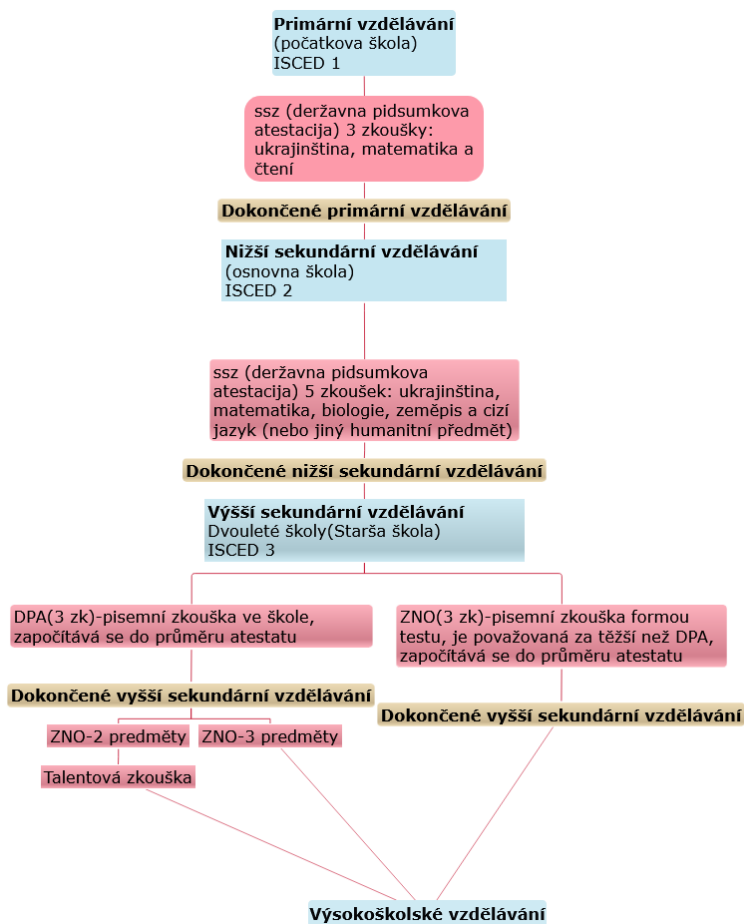 Primární vzdělávání
(počatkova škola)
ISCED 1
ssz (deržavna pidsumkova
atestacija) 3 zkoušky:
ukrajinština, matematika a
čtení
Dokončené primární vzdělávání
Nižší sekundární vzdělávání
(osnovna škola)
ISCED 2
ssz (deržavna pidsumkova
atestacija) 5 zkoušek: ukrajinština,
matematika, biologie, zeměpis a cizí
jazyk (nebo jiný humanitní předmět)
Dokončené nižší sekundární vzdělávání
Výšší sekundární vzdělávání
Dvouleté školy(Starša škola)
ISCED 3
DPA(3 zk)-pisemní zkouška ve škole,
započítává se do průměru atestatu
ZNO(3 zk)-pisemní zkouška formou
testu, je považovaná za těžší než DPA,
započítává se do průměru atestatu
Dokončené vyšší sekundární vzdělávání
Dokončené vyšší sekundární vzdělávání
ZNO-2 predměty
ZNO-3 predměty
Talentová zkouška
Výsokoškolské vzdělávání